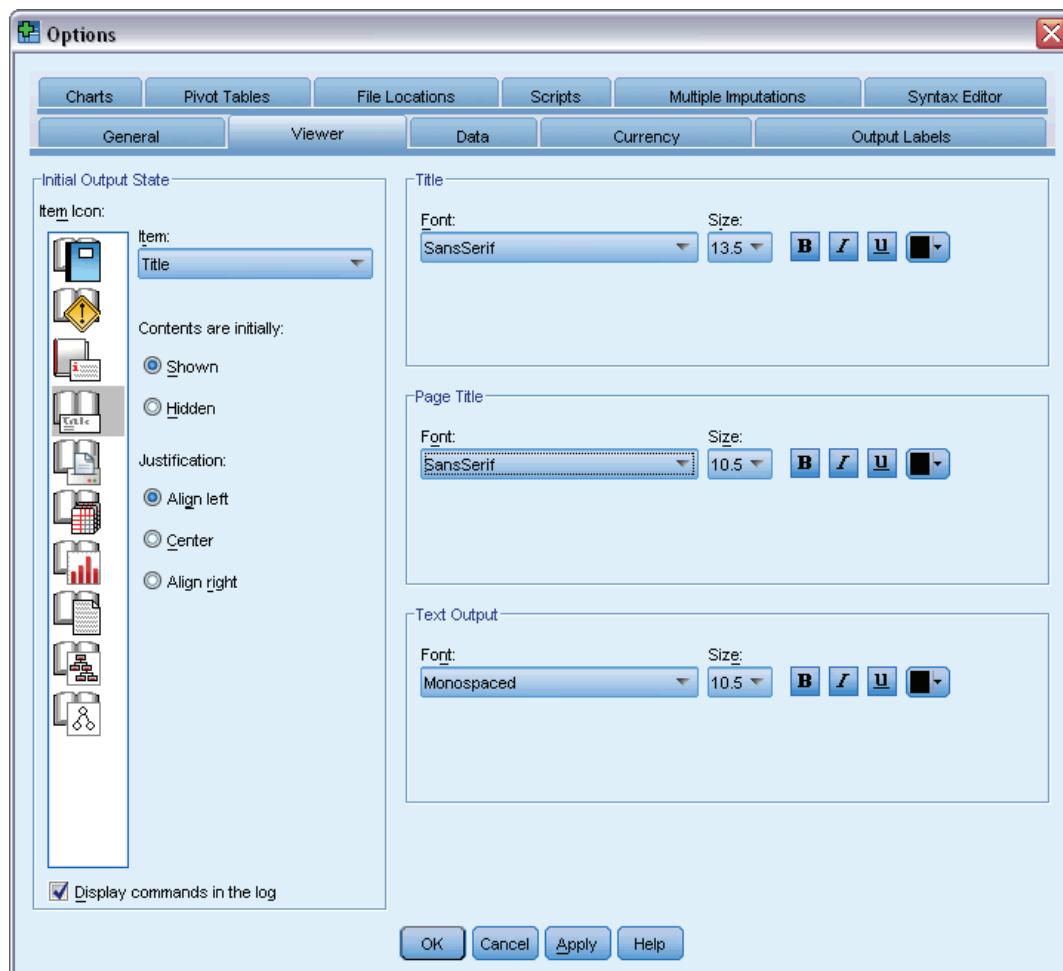 Options
Charts
Pivot Tables
File Locations
Scripts
Multiple Imputations
Syntax Editor
General
Viewer
Data
Currency
Output Labels
Initial Output State
Item Icon:
Item:
Title
Title
Contents are initially:
Shown
Hidden
Justification:
Align left
Center
Align right
Display commands in the log
Title
Font:
Size:
SansSerif
13.5
B
I
U
Page Title
Font:
Size:
SansSerif
10.5
B
I
U
Text Output
Font:
Size:
Monospaced
10.5
B
I
U
OK
Cancel
Apply
Help